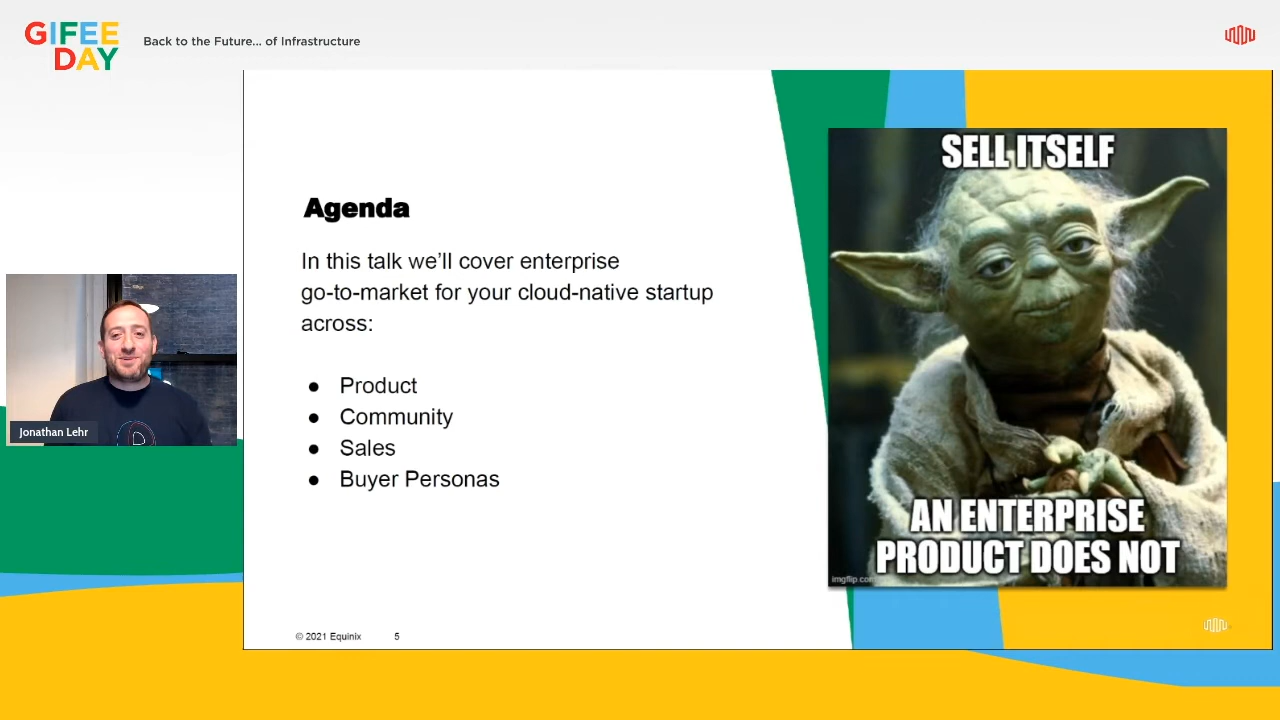 GIFEE
DAY
Back to the Future... of Infrastructure
Jonathan Lehr
Agenda
In this talk we’ll cover enterprise
go-to-market for your cloud-native startup
across:
● Product
● Community
● Sales
● Buyer Personas
© 2021 Equinix 5
SELL ITSELF
AN ENTERPRISE
PRODUCT DOES NOT